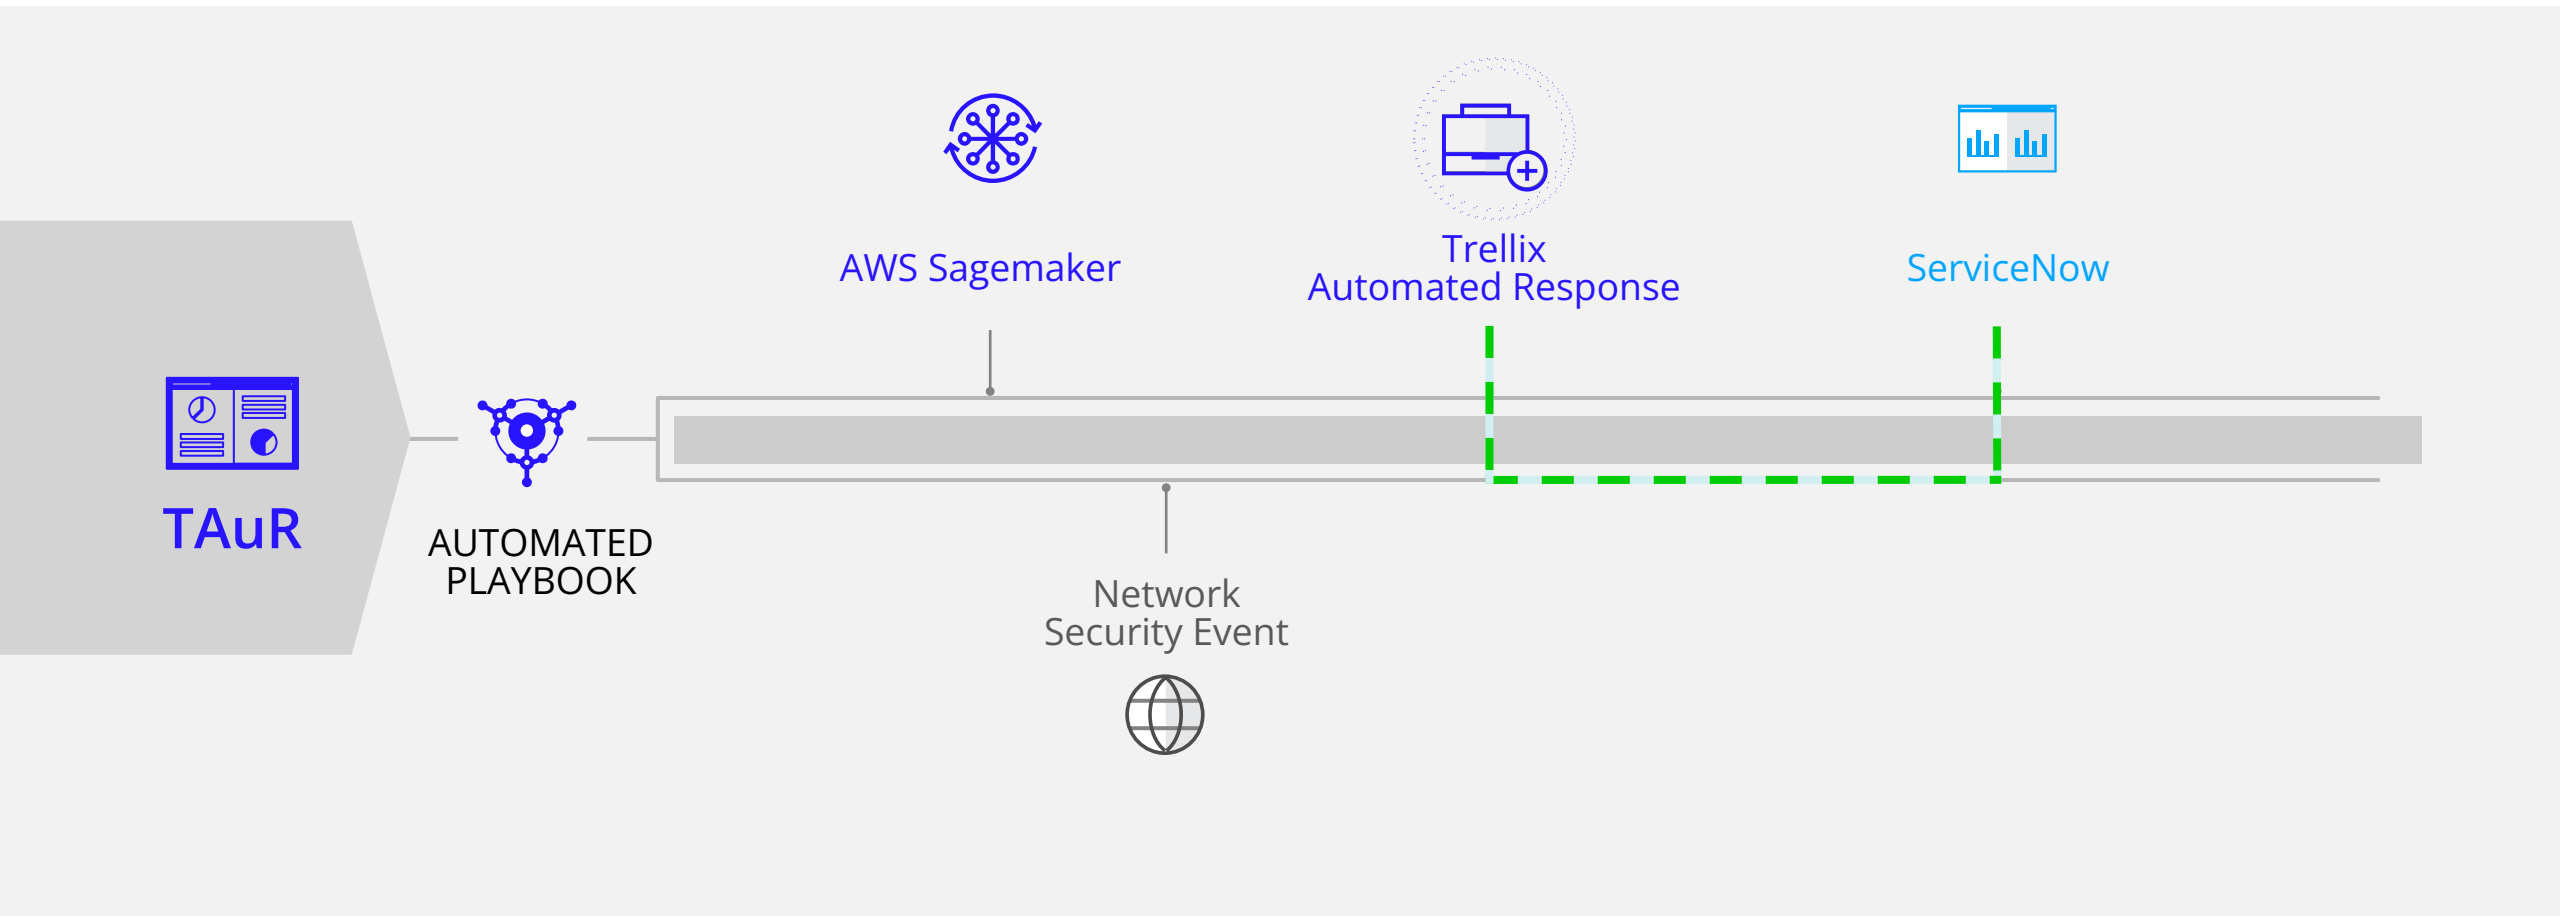 AWS Sagemaker
Trellix
Automated Response
ServiceNow
TAuR
AUTOMATED
PLAYBOOK
Network
Security Event